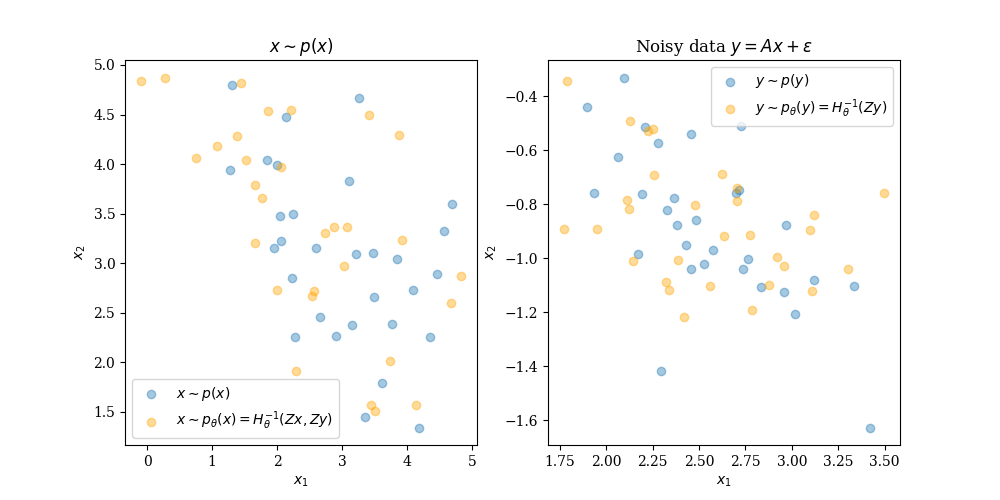 x ~ p(x)
5.0
4.5
4.0
3.5
3.0
2.5
2.0
1.5
x₂
x ~ p(x)
x ~ p_θ(x) = H_θ⁻¹(Zx, Zy)
0 1 2 3 4 5
x₁
Noisy data y = Ax + ε
−0.4
−0.6
−0.8
−1.0
−1.2
−1.4
−1.6
x₂
y ~ p(y)
y ~ p_θ(y) = H_θ⁻¹(Zy)
1.75 2.00 2.25 2.50 2.75 3.00 3.25 3.50
x₁